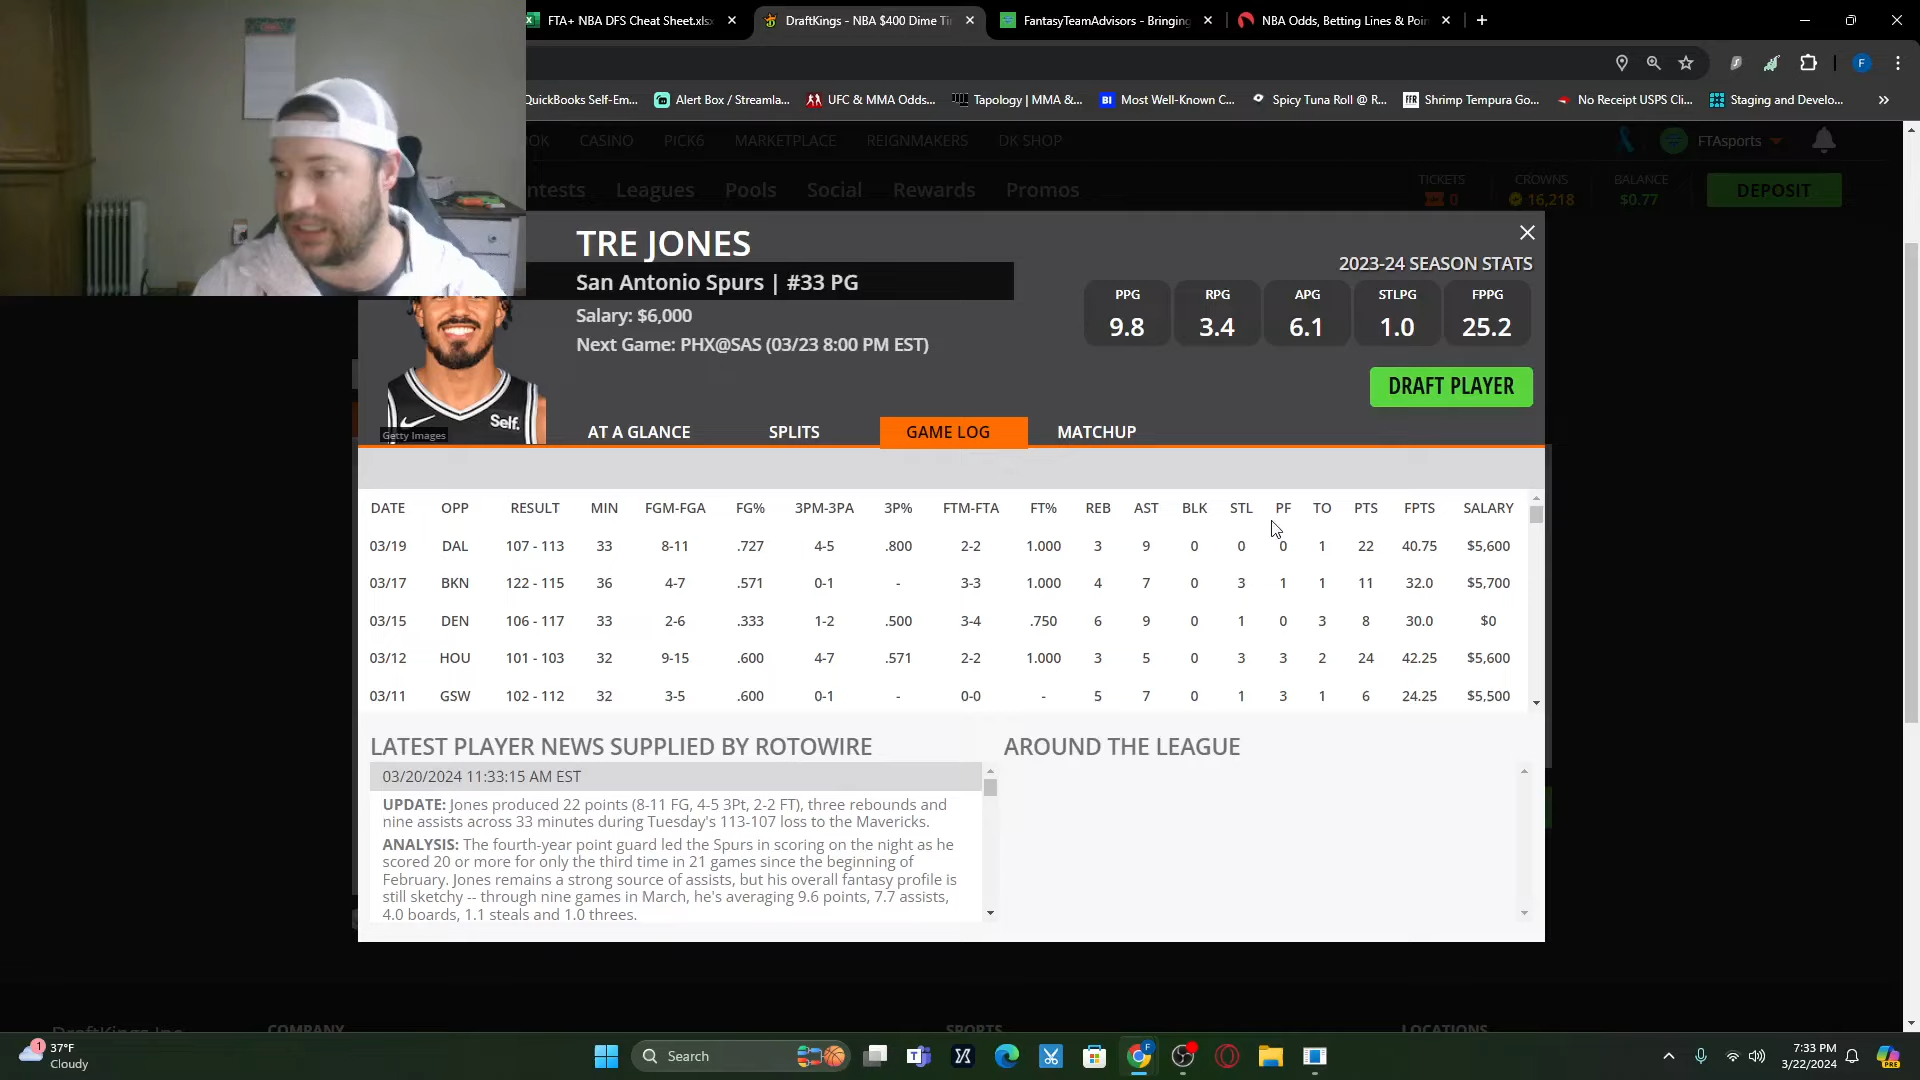 FTA+ NBA DFS Cheat Sheet.xls
DraftKings - NBA $400 Dime Ti
FantasyTeamAdvisors - Bringing
NBA Odds, Betting Lines & Poi
QuickBooks Self-Em...
Alert Box / Streamla...
UFC & MMA Odds...
Tapology | MMA &...
BI Most Well-Known C...
Spicy Tuna Roll @ R...
FFR Shrimp Tempura Go...
No Receipt USPS Cli...
Staging and Develo...
F
OK CASINO PICK6 MARKETPLACE REIGNMAKERS DK SHOP
FTAsports
ntests Leagues Pools Social Rewards Promos
TICKETS CROWNS BALANCE
0 16,218 $0.77
DEPOSIT
TRE JONES
San Antonio Spurs | #33 PG
Salary: $6,000
Next Game: PHX@SAS (03/23 8:00 PM EST)
2023-24 SEASON STATS
PPG RPG APG STLPG FPPG
9.8 3.4 6.1 1.0 25.2
DRAFT PLAYER
Self.
Getty Images
AT A GLANCE SPLITS GAME LOG MATCHUP
DATE OPP RESULT MIN FGM-FGA FG% 3PM-3PA 3P% FTM-FTA FT% REB AST BLK STL PF TO PTS FPTS SALARY
03/19 DAL 107 - 113 33 8-11 .727 4-5 .800 2-2 1.000 3 9 0 0 0 1 22 40.75 $5,600
03/17 BKN 122 - 115 36 4-7 .571 0-1 - 3-3 1.000 4 7 0 3 1 1 11 32.0 $5,700
03/15 DEN 106 - 117 33 2-6 .333 1-2 .500 3-4 .750 6 9 0 1 0 3 8 30.0 $0
03/12 HOU 101 - 103 32 9-15 .600 4-7 .571 2-2 1.000 3 5 0 3 3 2 24 42.25 $5,600
03/11 GSW 102 - 112 32 3-5 .600 0-1 - 0-0 - 5 7 0 1 3 1 6 24.25 $5,500
LATEST PLAYER NEWS SUPPLIED BY ROTOWIRE
03/20/2024 11:33:15 AM EST
UPDATE: Jones produced 22 points (8-11 FG, 4-5 3Pt, 2-2 FT), three rebounds and
nine assists across 33 minutes during Tuesday's 113-107 loss to the Mavericks.
ANALYSIS: The fourth-year point guard led the Spurs in scoring on the night as he
scored 20 or more for only the third time in 21 games since the beginning of
February. Jones remains a strong source of assists, but his overall fantasy profile is
still sketchy -- through nine games in March, he's averaging 9.6 points, 7.7 assists,
4.0 boards, 1.1 steals and 1.0 threes.
AROUND THE LEAGUE
DraftKings Inc.
COMPANY
SPORTS
LOCATIONS
1
37°F
Cloudy
Search
7:33 PM
3/22/2024